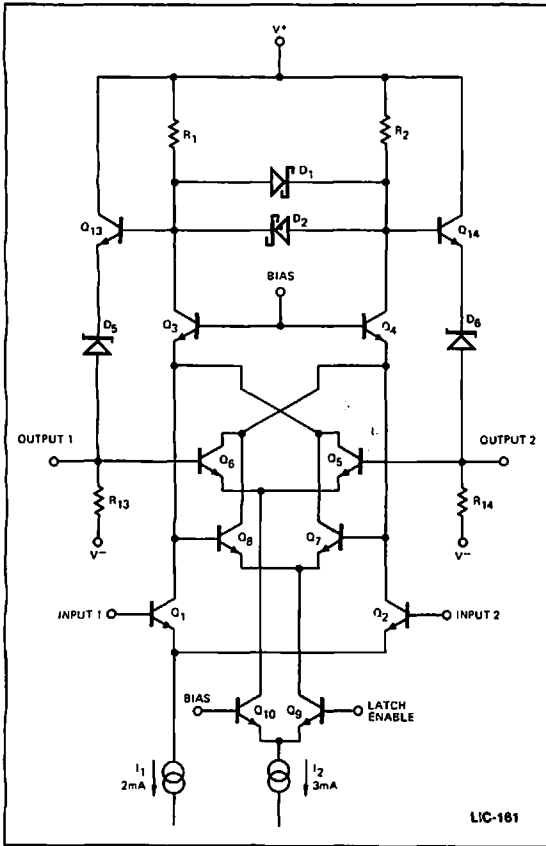 V+
R1
R2
D1
D2
Q13
Q14
BIAS
Q3
Q4
D5
D6
OUTPUT 1
OUTPUT 2
Q6
Q5
R13
R14
V−
V−
Q8
Q7
INPUT 1
Q1
Q2
INPUT 2
BIAS
Q10
Q9
LATCH
ENABLE
I1
2mA
I2
3mA
LIC-161